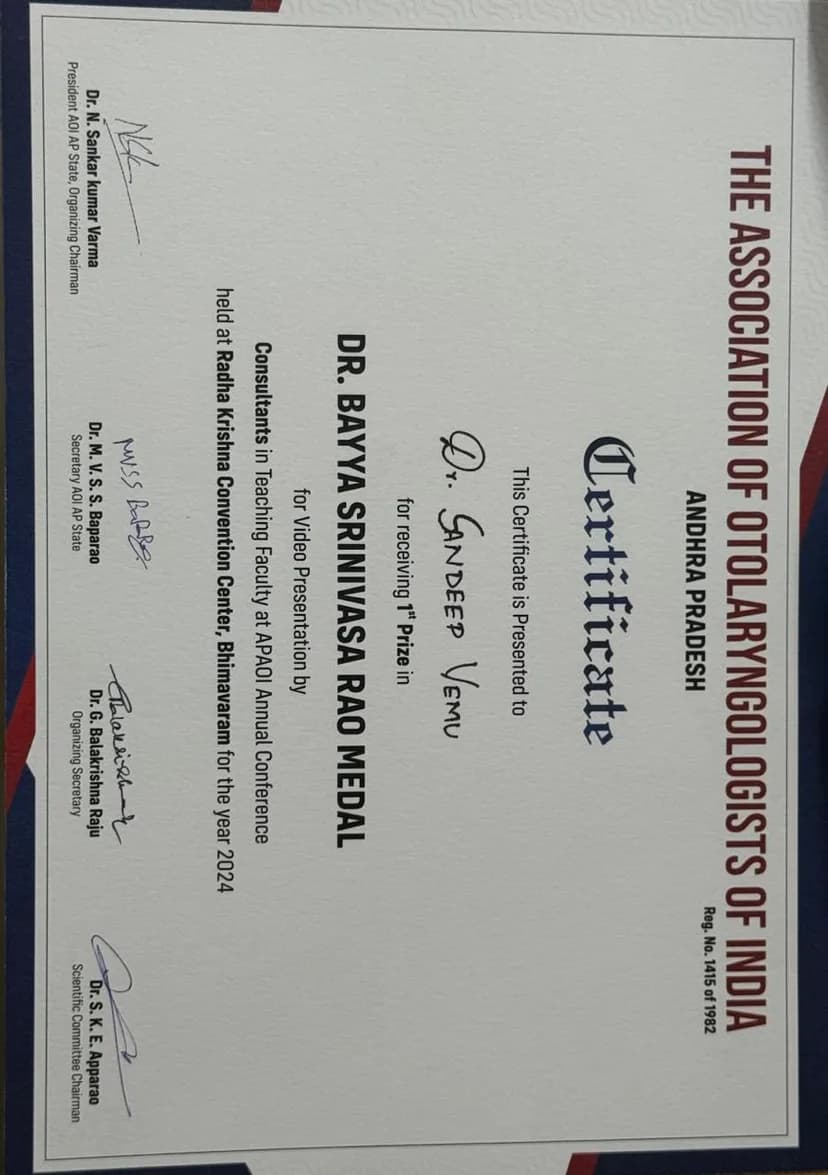 THE ASSOCIATION OF OTOLARYNGOLOGISTS OF INDIA
Reg. No. 1415 of 1982
ANDHRA PRADESH
Certificate
This Certificate is Presented to
Dr. SANDEEP VEMU
for receiving 1st Prize in
DR. BAYYA SRINIVASA RAO MEDAL
for Video Presentation by
Consultants in Teaching Faculty at APAOI Annual Conference
held at Radha Krishna Convention Center, Bhimavaram for the year 2024
MVSS BapaRao
Balakrishna
Dr. N. Sankar kumar Varma
President AOI AP State, Organizing Chairman
Dr. M. V. S. S. Baparao
Secretary AOI AP State
Dr. G. Balakrishna Raju
Organizing Secretary
Dr. S. K. E. Apparao
Scientific Committee Chairman